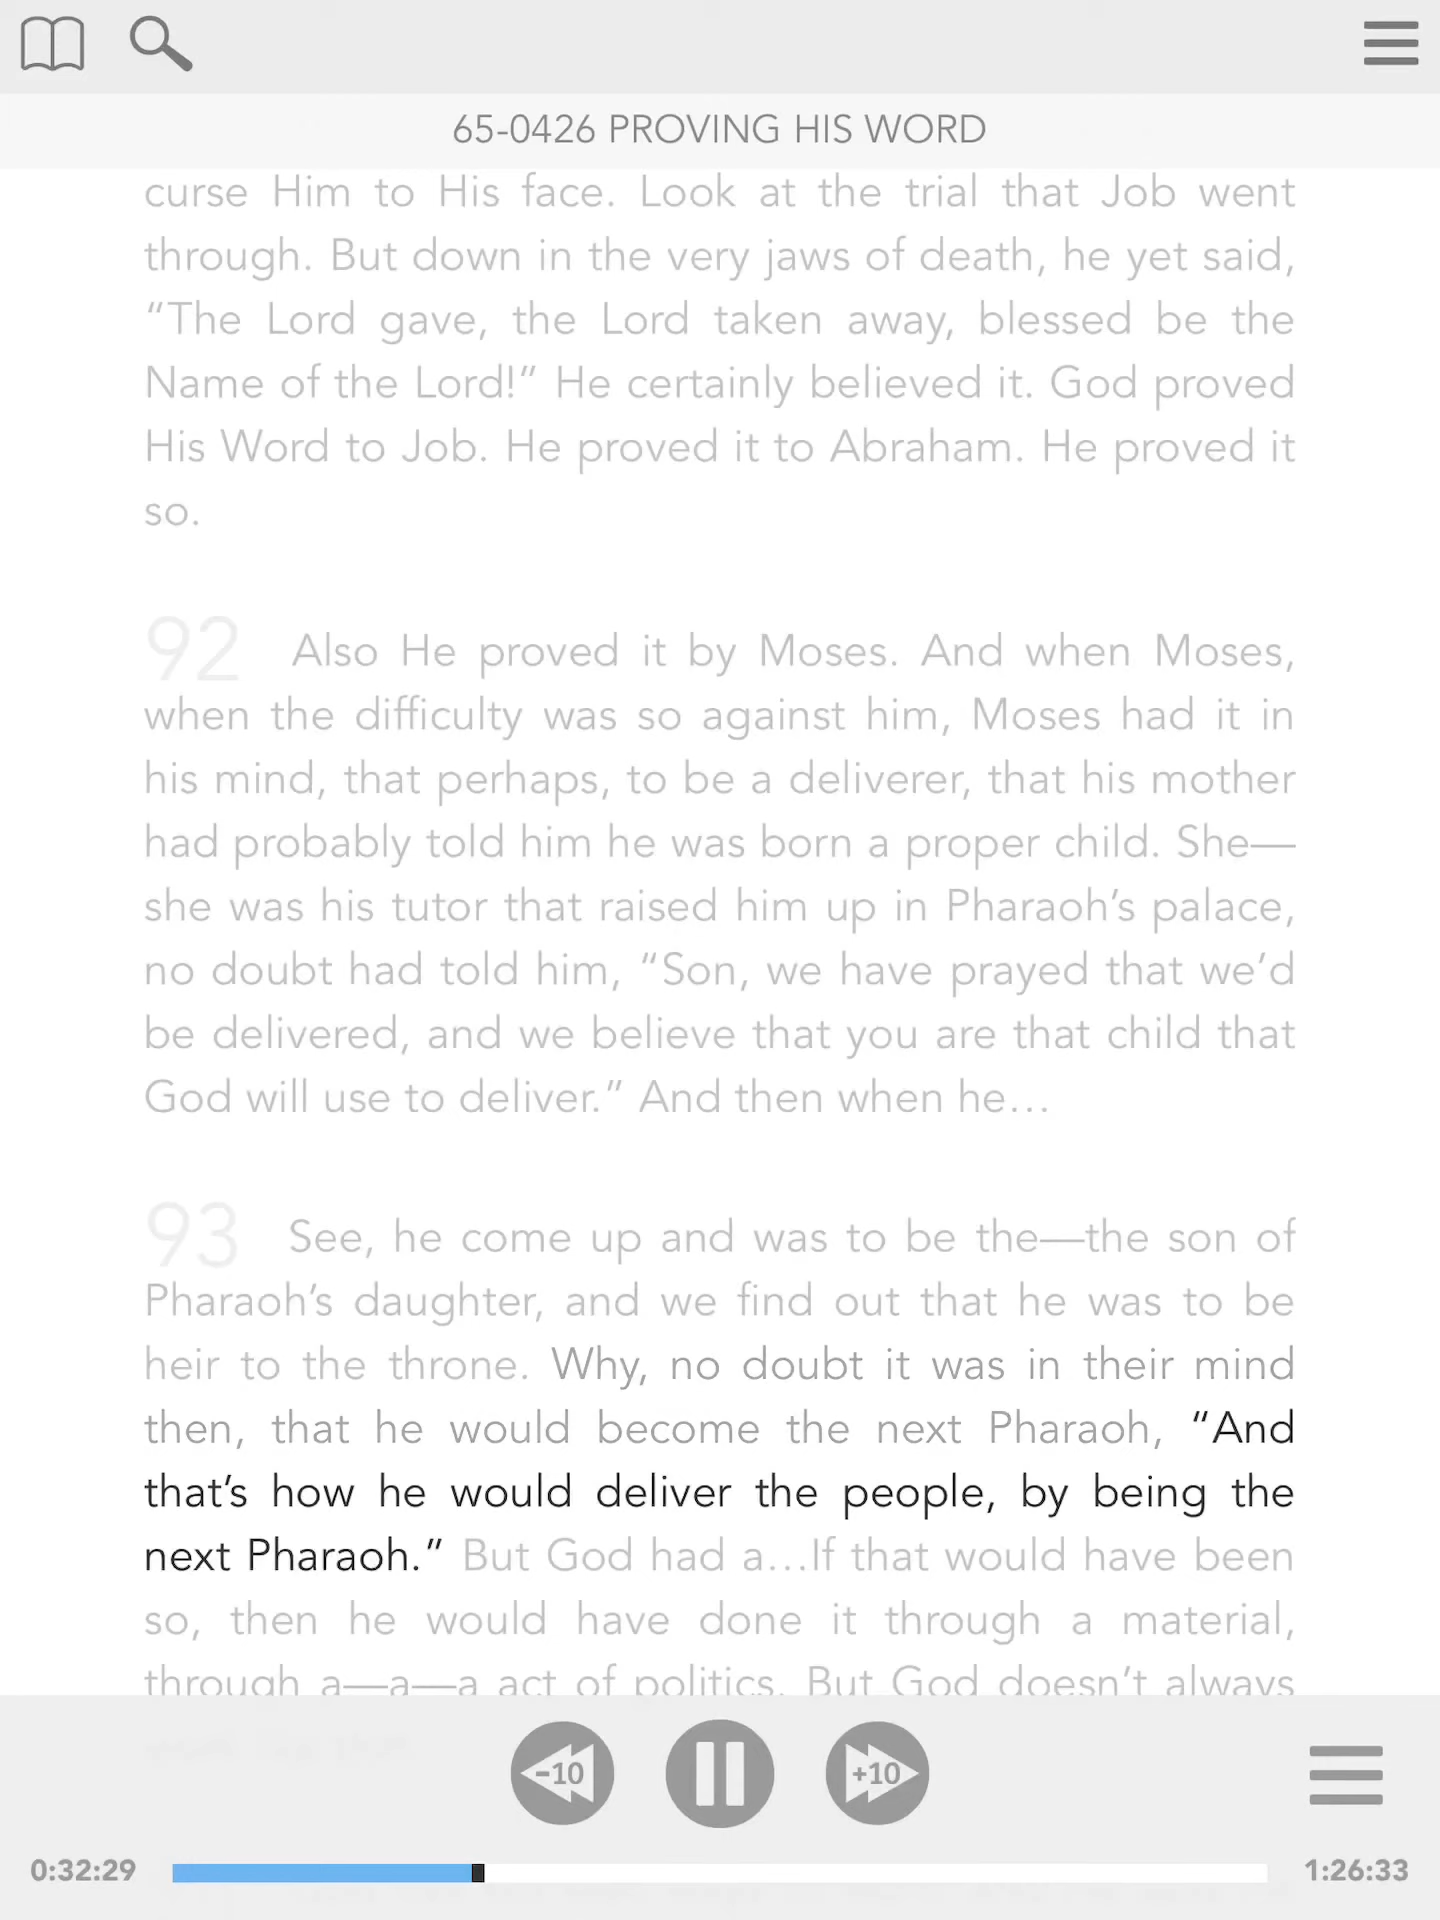 65-0426 PROVING HIS WORD
curse Him to His face. Look at the trial that Job went
through. But down in the very jaws of death, he yet said,
“The Lord gave, the Lord taken away, blessed be the
Name of the Lord!” He certainly believed it. God proved
His Word to Job. He proved it to Abraham. He proved it
so.
92 Also He proved it by Moses. And when Moses,
when the difficulty was so against him, Moses had it in
his mind, that perhaps, to be a deliverer, that his mother
had probably told him he was born a proper child. She—
she was his tutor that raised him up in Pharaoh’s palace,
no doubt had told him, “Son, we have prayed that we’d
be delivered, and we believe that you are that child that
God will use to deliver.” And then when he…
93 See, he come up and was to be the—the son of
Pharaoh’s daughter, and we find out that he was to be
heir to the throne. Why, no doubt it was in their mind
then, that he would become the next Pharaoh, “And
that’s how he would deliver the people, by being the
next Pharaoh.” But God had a…If that would have been
so, then he would have done it through a material,
through a—a—a act of politics. But God doesn’t always
-10 +10
0:32:29 1:26:33